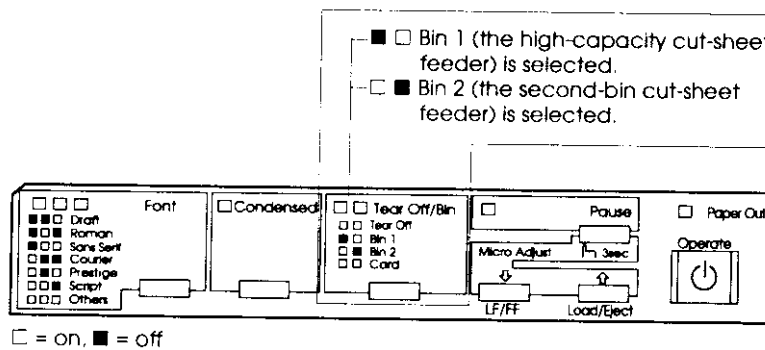 ■ □ Bin 1 (the high-capacity cut-sheet
feeder) is selected.
□ ■ Bin 2 (the second-bin cut-sheet
feeder) is selected.
□ □ □ Font
■ ■ □ Draft
■ □ ■ Roman
■ □ □ Sans Serif
□ ■ ■ Courier
□ ■ □ Prestige
□ □ ■ Script
□ □ □ Others
□ Condensed
□ □ Tear Off/Bin
□ □ Tear Off
■ □ Bin 1
□ ■ Bin 2
□ □ Card
□ Pause
Micro Adjust
3sec
LF/FF
Load/Eject
□ Paper Out
Operate
□ = on, ■ = off